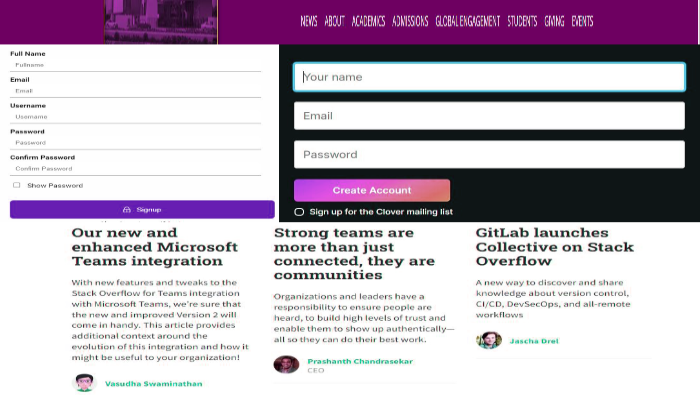 NEWS ABOUT ACADEMICS ADMISSIONS GLOBAL ENGAGEMENT STUDENTS GIVING EVENTS
Full Name
Fullname
Email
Email
Username
Username
Password
Password
Confirm Password
Confirm Password
Show Password
Signup
Your name
Email
Password
Create Account
Sign up for the Clover mailing list
Our new and
enhanced Microsoft
Teams integration
With new features and tweaks to the
Stack Overflow for Teams integration
with Microsoft Teams, we're sure that
the new and improved Version 2 will
come in handy. This article provides
additional context around the
evolution of this integration and how it
might be useful to your organization!
Vasudha Swaminathan
Strong teams are
more than just
connected, they are
communities
Organizations and leaders have a
responsibility to ensure people are
heard, to build high levels of trust and
enable them to show up authentically—
all so they can do their best work.
Prashanth Chandrasekar
CEO
GitLab launches
Collective on Stack
Overflow
A new way to discover and share
knowledge about version control,
CI/CD, DevSecOps, and all-remote
workflows
Jascha Drel